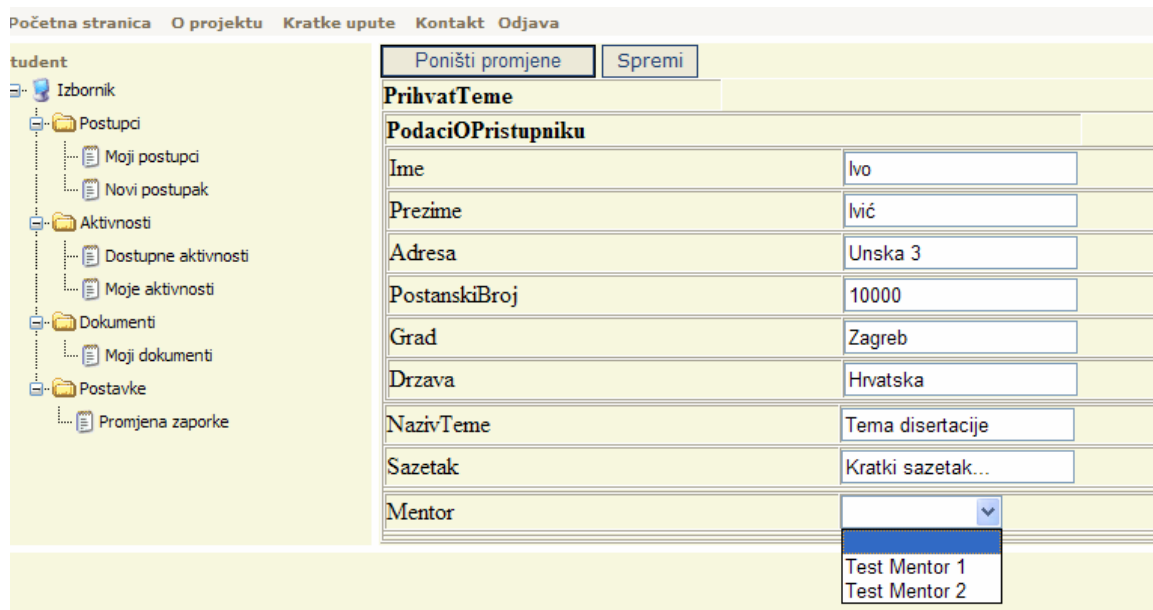 Početna stranica O projektu Kratke upute Kontakt Odjava
tudent
Izbornik
Postupci
Moji postupci
Novi postupak
Aktivnosti
Dostupne aktivnosti
Moje aktivnosti
Dokumenti
Moji dokumenti
Postavke
Promjena zaporke
Poništi promjene Spremi
PrihvatTeme
PodaciOPristupniku
Ime Ivo
Prezime Ivić
Adresa Unska 3
PostanskiBroj 10000
Grad Zagreb
Drzava Hrvatska
NazivTeme Tema disertacije
Sazetak Kratki sazetak...
Mentor
Test Mentor 1
Test Mentor 2